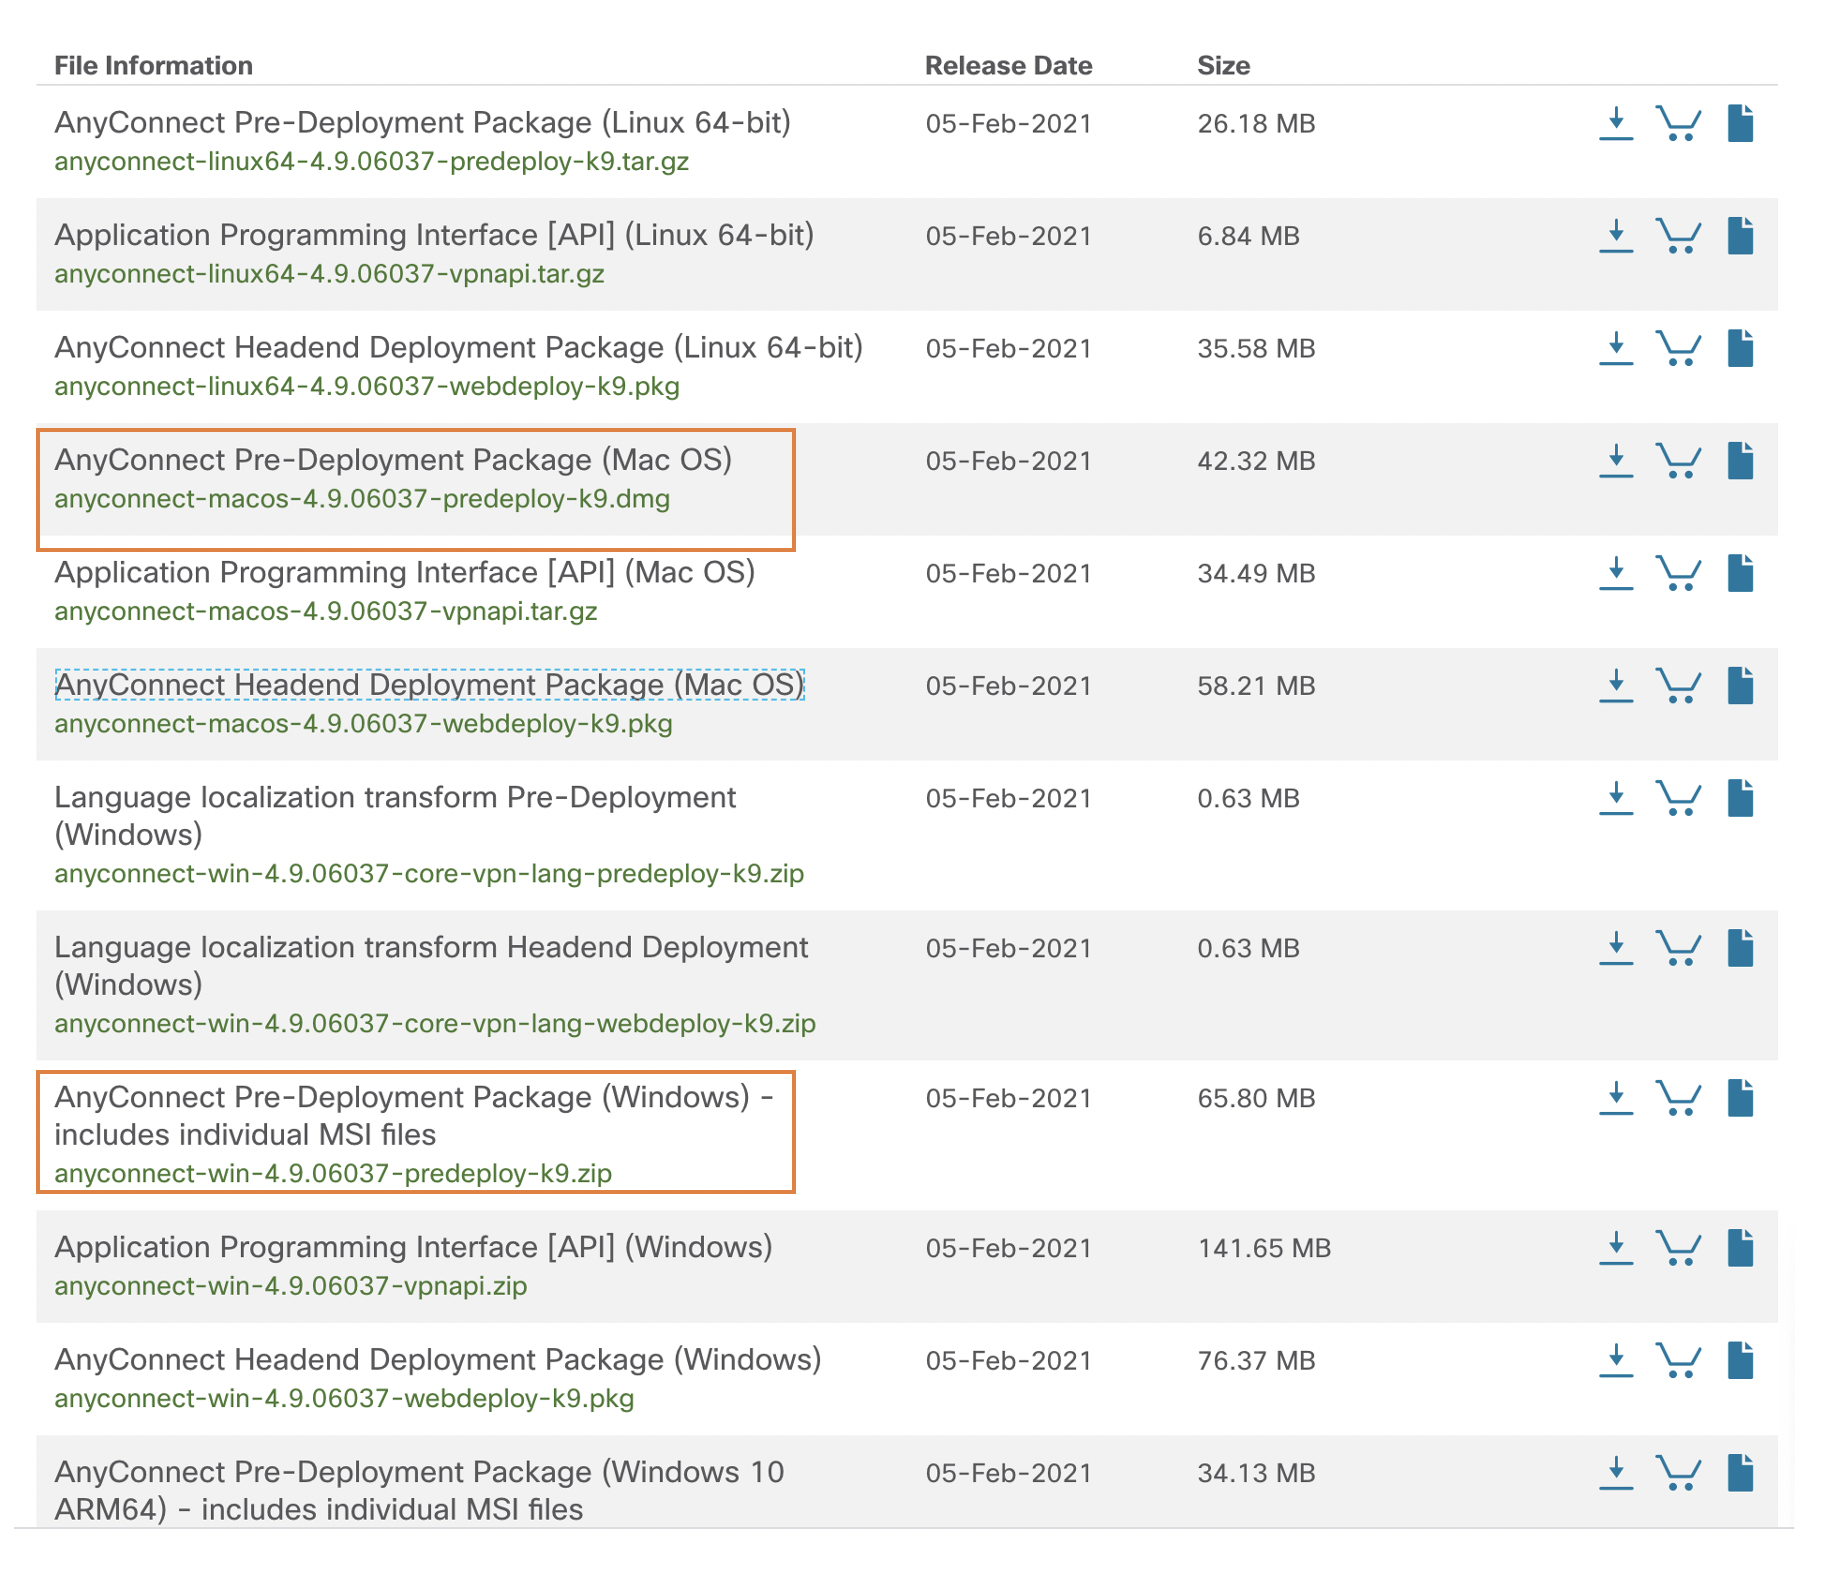 File Information Release Date Size
AnyConnect Pre-Deployment Package (Linux 64-bit) 05-Feb-2021 26.18 MB
anyconnect-linux64-4.9.06037-predeploy-k9.tar.gz
Application Programming Interface [API] (Linux 64-bit) 05-Feb-2021 6.84 MB
anyconnect-linux64-4.9.06037-vpnapi.tar.gz
AnyConnect Headend Deployment Package (Linux 64-bit) 05-Feb-2021 35.58 MB
anyconnect-linux64-4.9.06037-webdeploy-k9.pkg
AnyConnect Pre-Deployment Package (Mac OS) 05-Feb-2021 42.32 MB
anyconnect-macos-4.9.06037-predeploy-k9.dmg
Application Programming Interface [API] (Mac OS) 05-Feb-2021 34.49 MB
anyconnect-macos-4.9.06037-vpnapi.tar.gz
AnyConnect Headend Deployment Package (Mac OS) 05-Feb-2021 58.21 MB
anyconnect-macos-4.9.06037-webdeploy-k9.pkg
Language localization transform Pre-Deployment 05-Feb-2021 0.63 MB
(Windows)
anyconnect-win-4.9.06037-core-vpn-lang-predeploy-k9.zip
Language localization transform Headend Deployment 05-Feb-2021 0.63 MB
(Windows)
anyconnect-win-4.9.06037-core-vpn-lang-webdeploy-k9.zip
AnyConnect Pre-Deployment Package (Windows) - 05-Feb-2021 65.80 MB
includes individual MSI files
anyconnect-win-4.9.06037-predeploy-k9.zip
Application Programming Interface [API] (Windows) 05-Feb-2021 141.65 MB
anyconnect-win-4.9.06037-vpnapi.zip
AnyConnect Headend Deployment Package (Windows) 05-Feb-2021 76.37 MB
anyconnect-win-4.9.06037-webdeploy-k9.pkg
AnyConnect Pre-Deployment Package (Windows 10 05-Feb-2021 34.13 MB
ARM64) - includes individual MSI files